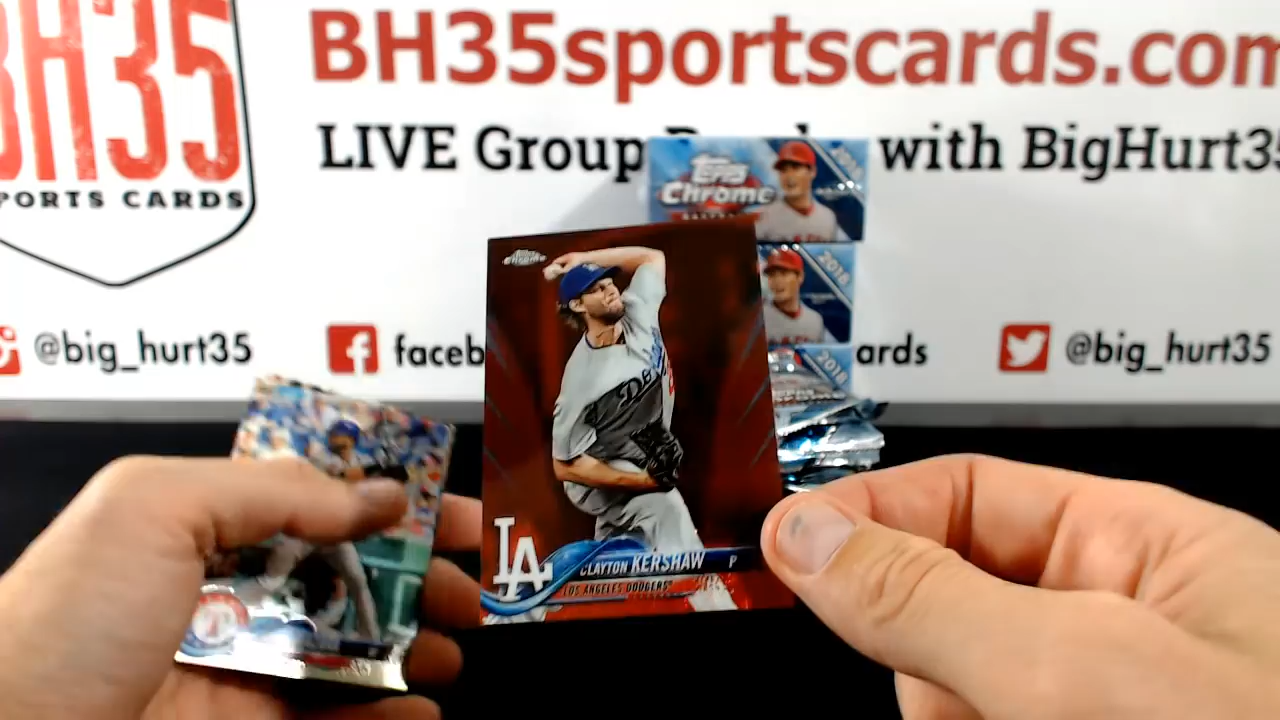 BH35
PORTS CARDS
BH35sportscards.com
LIVE Group with BigHurt35
@big_hurt35
faceb
ards
@big_hurt35
Topps
Chrome
2018
2018
2018
Topps
Chrome
LA
CLAYTON KERSHAW P
LOS ANGELES DODGERS